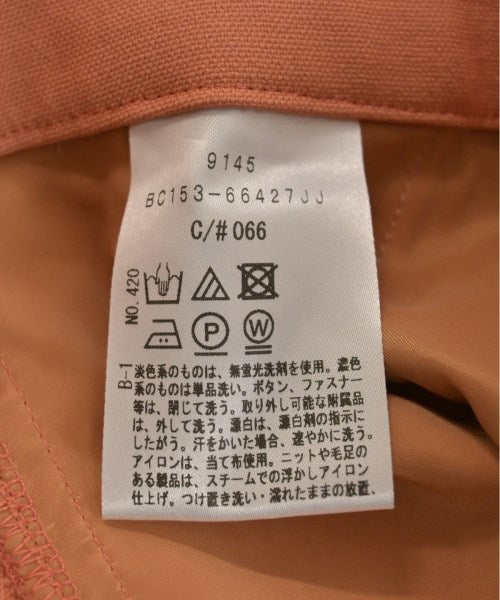 9145
BC153-66427JJ
C/# 066
NO. 420
P W
B-1
淡色系のものは、無蛍光洗剤を使用。濃色
系のものは単品洗い。ボタン、ファスナー
等は、閉じて洗う。取り外し可能な附属品
は、外して洗う。漂白は、漂白剤の指示に
したがう。汗をかいた場合、速やかに洗う。
アイロンは、当て布使用。ニットや毛足の
ある製品は、スチームでの浮かしアイロン
仕上げ。つけ置き洗い・濡れたままの放置、